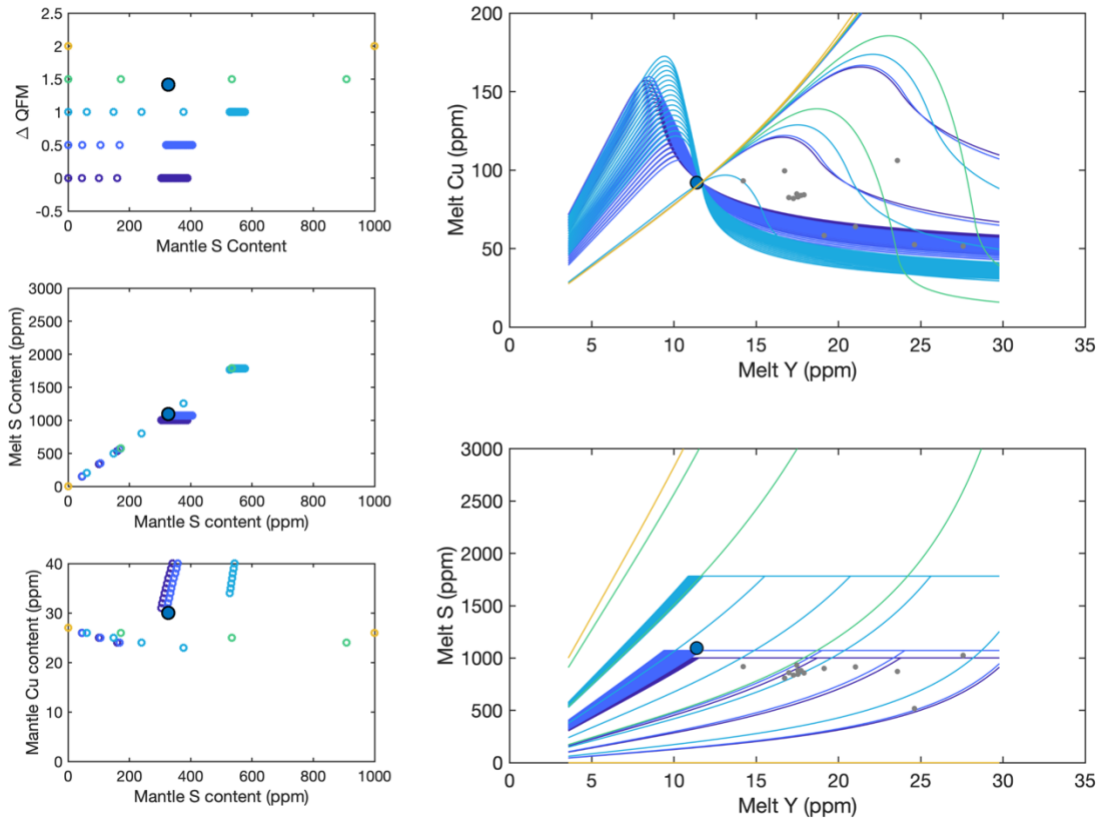 2.5
2
1.5
1
0.5
0
-0.5
Δ QFM
0 200 400 600 800 1000
Mantle S Content
3000
2500
2000
1500
1000
500
0
Melt S Content (ppm)
0 200 400 600 800 1000
Mantle S content (ppm)
40
30
20
10
0
Mantle Cu content (ppm)
0 200 400 600 800 1000
Mantle S content (ppm)
200
150
100
50
0
Melt Cu (ppm)
0 5 10 15 20 25 30 35
Melt Y (ppm)
3000
2500
2000
1500
1000
500
0
Melt S (ppm)
0 5 10 15 20 25 30 35
Melt Y (ppm)